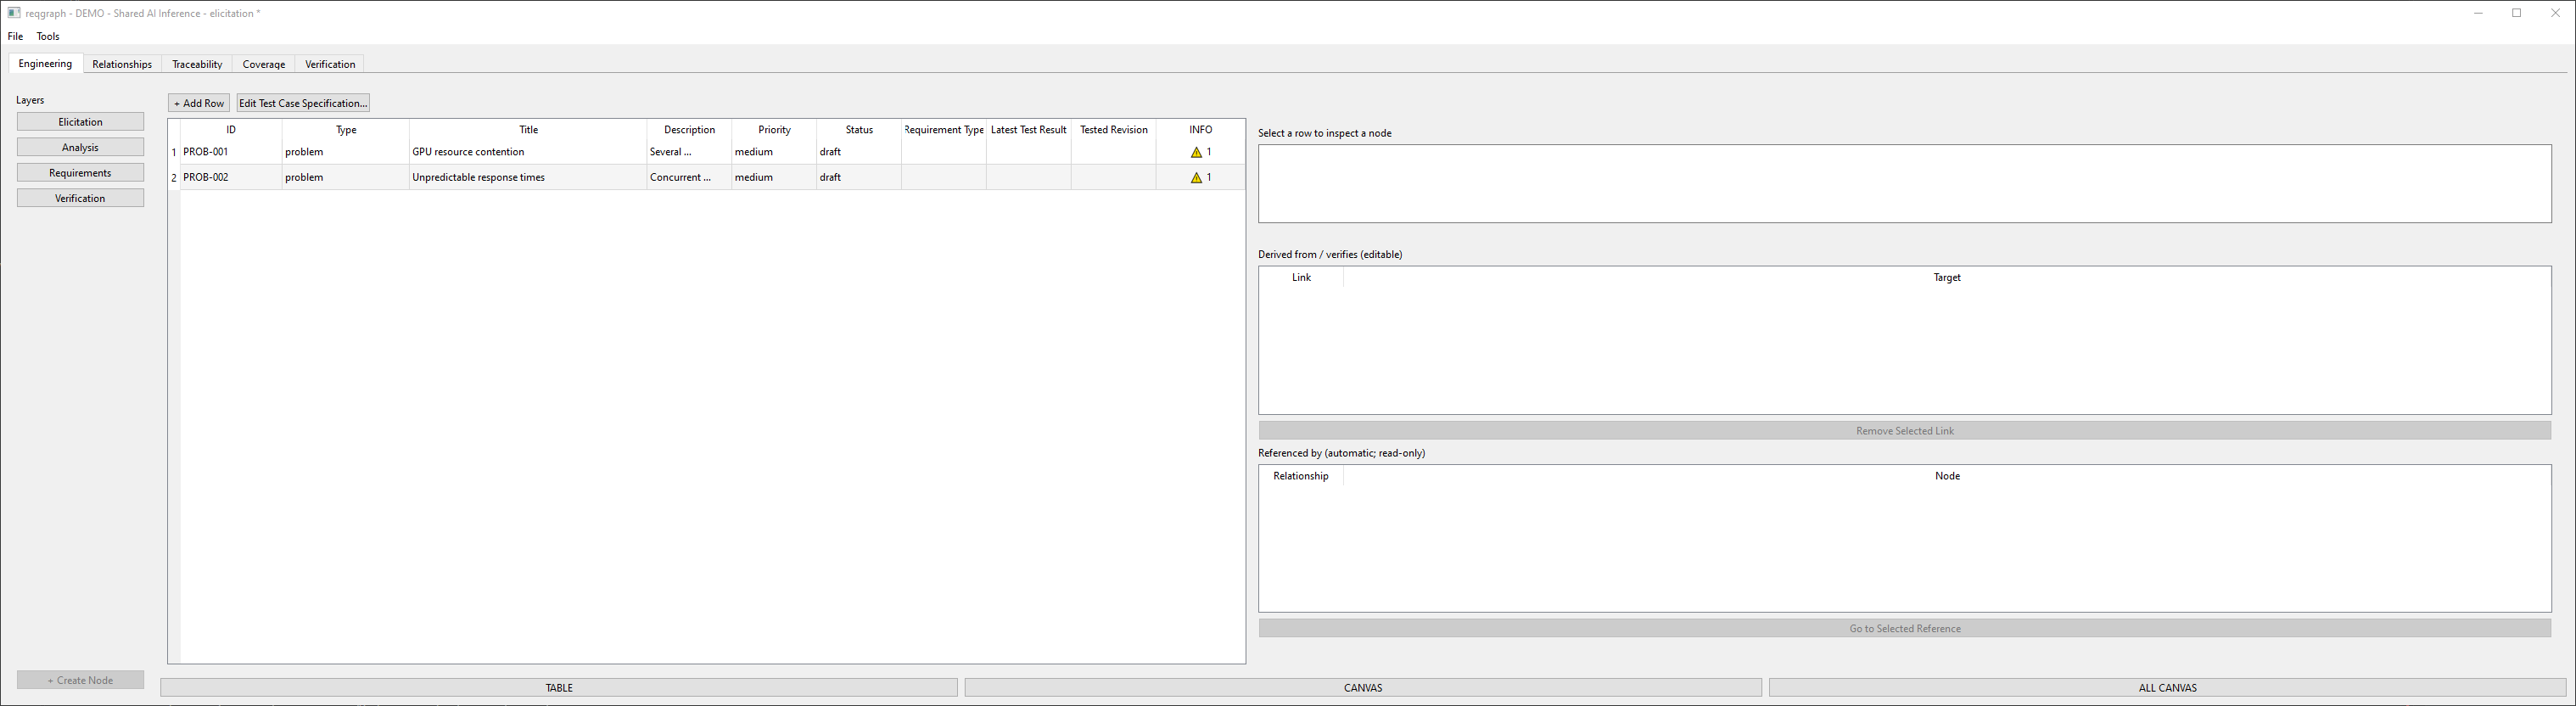 reqgraph - DEMO - Shared AI Inference - elicitation *
File Tools
Engineering Relationships Traceability Coverage Verification
Layers
Elicitation
Analysis
Requirements
Verification
+ Create Node
+ Add Row Edit Test Case Specification...
ID Type Title Description Priority Status Requirement Type Latest Test Result Tested Revision INFO
1 PROB-001 problem GPU resource contention Several ... medium draft 1
2 PROB-002 problem Unpredictable response times Concurrent ... medium draft 1
Select a row to inspect a node
Derived from / verifies (editable)
Link Target
Remove Selected Link
Referenced by (automatic; read-only)
Relationship Node
Go to Selected Reference
TABLE CANVAS ALL CANVAS